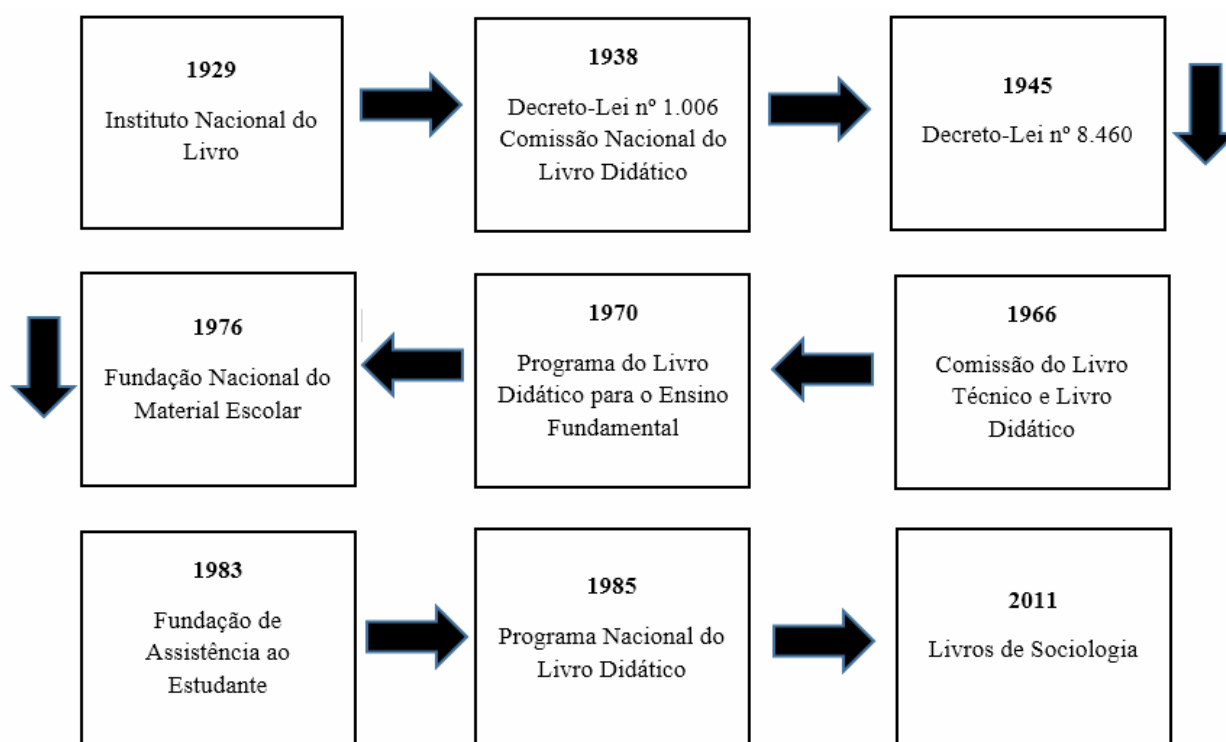 1929
Instituto Nacional do
Livro
1938
Decreto-Lei nº 1.006
Comissão Nacional do
Livro Didático
1945
Decreto-Lei nº 8.460
1966
Comissão do Livro
Técnico e Livro
Didático
1970
Programa do Livro
Didático para o Ensino
Fundamental
1976
Fundação Nacional do
Material Escolar
1983
Fundação de
Assistência ao
Estudante
1985
Programa Nacional do
Livro Didático
2011
Livros de Sociologia